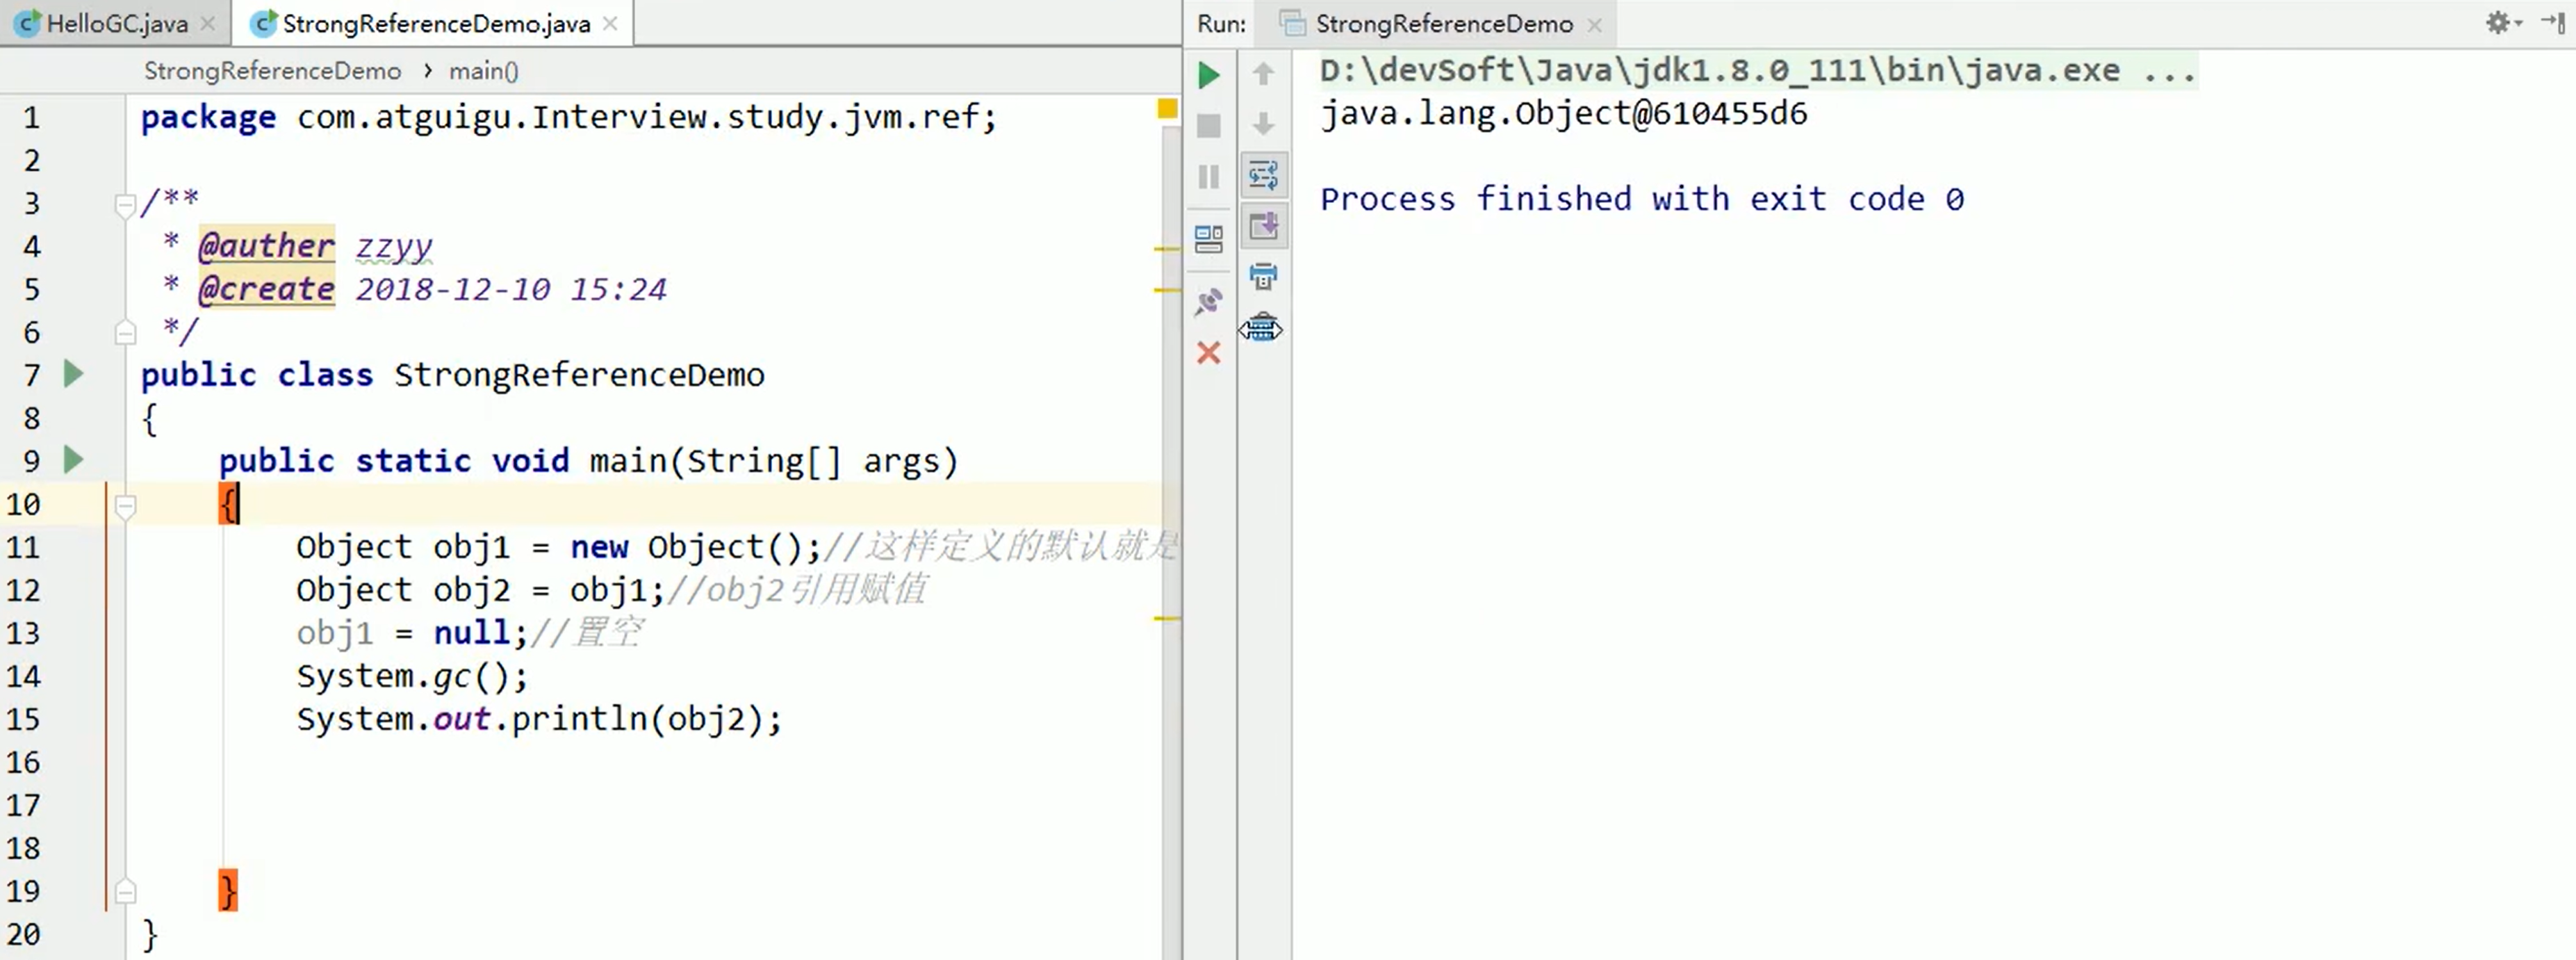 HelloGC.java
StrongReferenceDemo.java
StrongReferenceDemo › main()
1 package com.atguigu.Interview.study.jvm.ref;
2
3 /**
4 * @auther zzyy
5 * @create 2018-12-10 15:24
6 */
7 public class StrongReferenceDemo
8 {
9 public static void main(String[] args)
10 {
11 Object obj1 = new Object();//这样定义的默认就是
12 Object obj2 = obj1;//obj2引用赋值
13 obj1 = null;//置空
14 System.gc();
15 System.out.println(obj2);
16
17
18
19 }
20 }
Run: StrongReferenceDemo
D:\devSoft\Java\jdk1.8.0_111\bin\java.exe ...
java.lang.Object@610455d6
Process finished with exit code 0